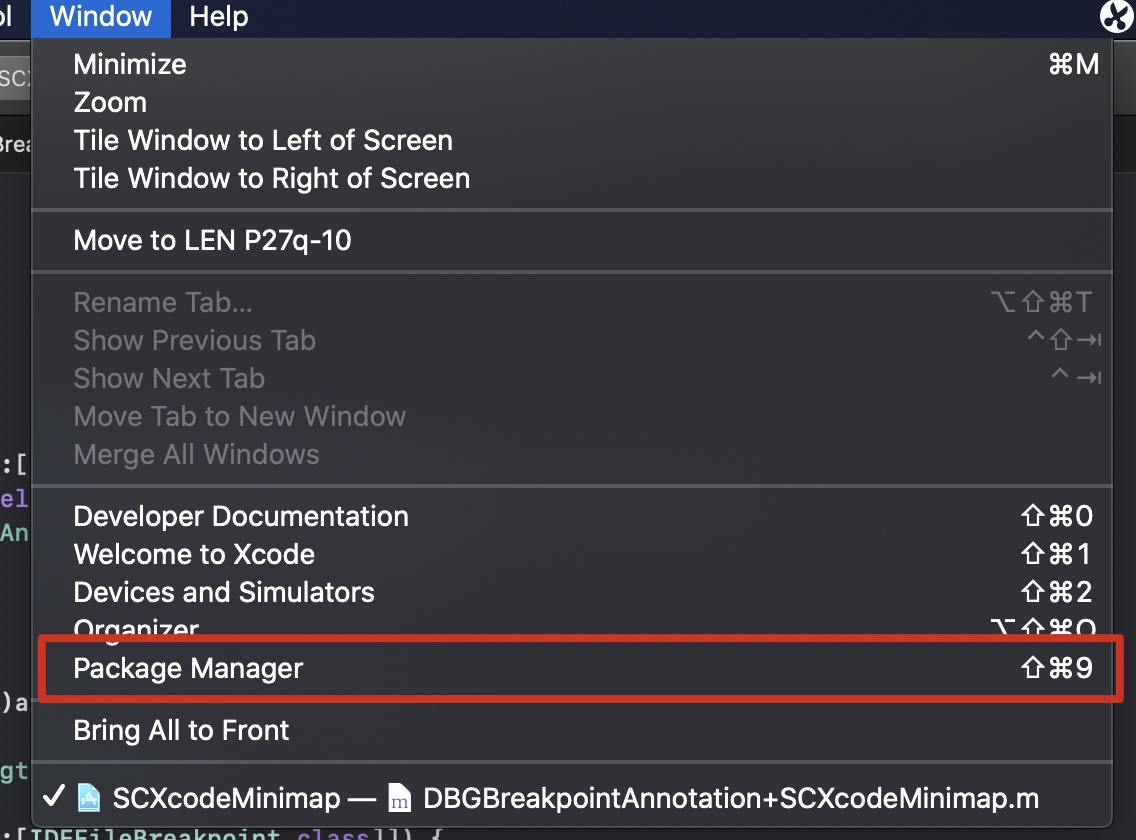 ol Window Help
SCX
Minimize ⌘M
Zoom
Brea
Tile Window to Left of Screen
Tile Window to Right of Screen
Move to LEN P27q-10
Rename Tab... ⌥⇧⌘T
Show Previous Tab ^⇧⇥
Show Next Tab ^⇥
Move Tab to New Window
Merge All Windows
:[
el
Developer Documentation ⇧⌘0
An
Welcome to Xcode ⇧⌘1
Devices and Simulators ⇧⌘2
Organizer ⌥⇧⌘O
Package Manager ⇧⌘9
)a
Bring All to Front
gt
✓ SCXcodeMinimap — m DBGBreakpointAnnotation+SCXcodeMinimap.m
:[IDEFileBreakpoint class]]) {